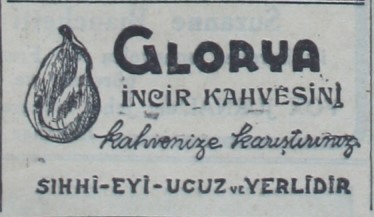 GLORYA
İNCİR KAHVESİNİ
kahvenize karıştırınız.
SIHHÎ-EYİ-UCUZ VE YERLİDİR